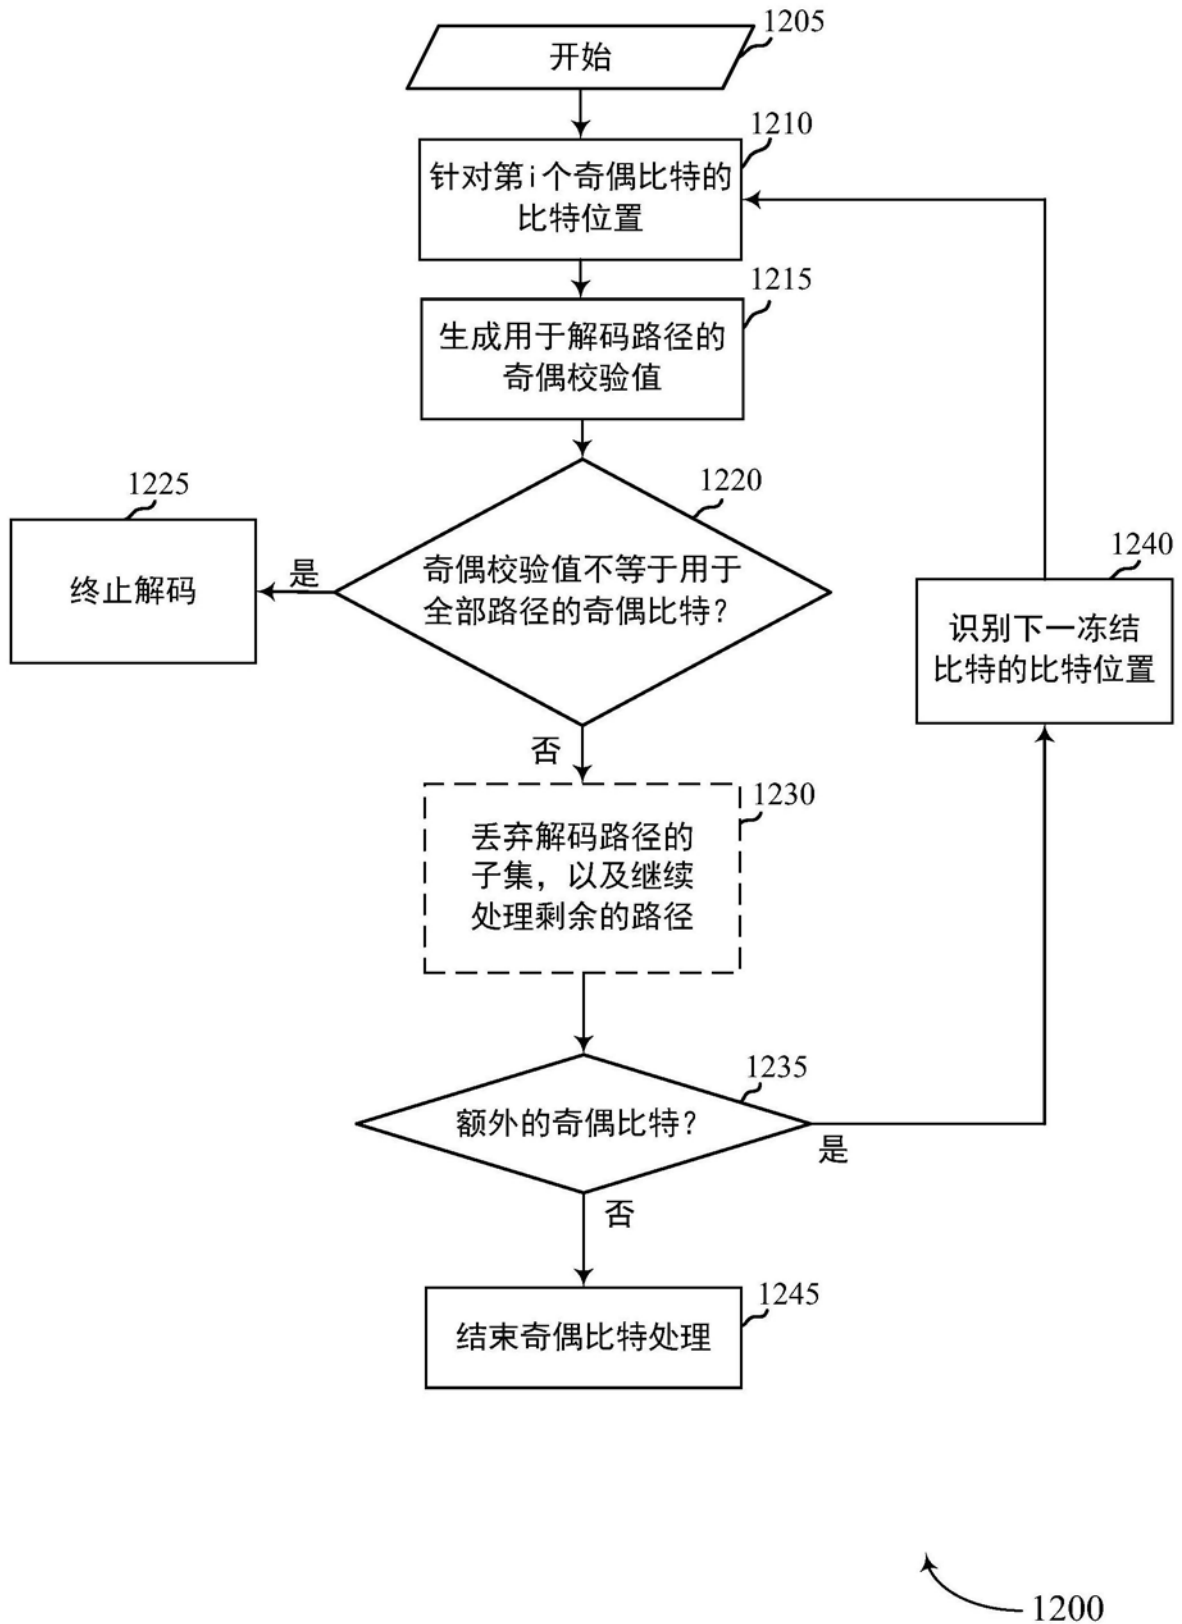 1205
开始
1210
针对第i个奇偶比特的
比特位置
1215
生成用于解码路径的
奇偶校验值
1220
奇偶校验值不等于用于
全部路径的奇偶比特?
是
1225
终止解码
否
1230
丢弃解码路径的
子集，以及继续
处理剩余的路径
1235
额外的奇偶比特?
是
1240
识别下一冻结
比特的比特位置
否
1245
结束奇偶比特处理
1200